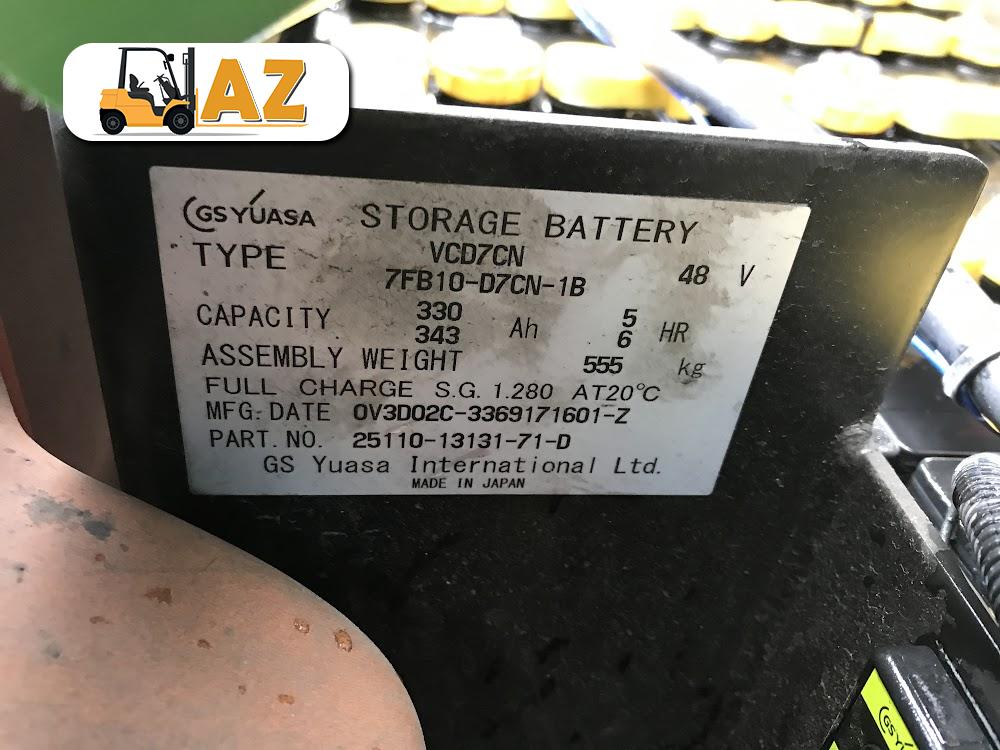 AZ
GS YUASA STORAGE BATTERY
TYPE VCD7CN
7FB10-D7CN-1B 48 V
CAPACITY 330 5
343 Ah 6 HR
ASSEMBLY WEIGHT 555 kg
FULL CHARGE S.G. 1.280 AT20°C
MFG. DATE 0V3D02C-3369171601-Z
PART. NO. 25110-13131-71-D
GS Yuasa International Ltd.
MADE IN JAPAN